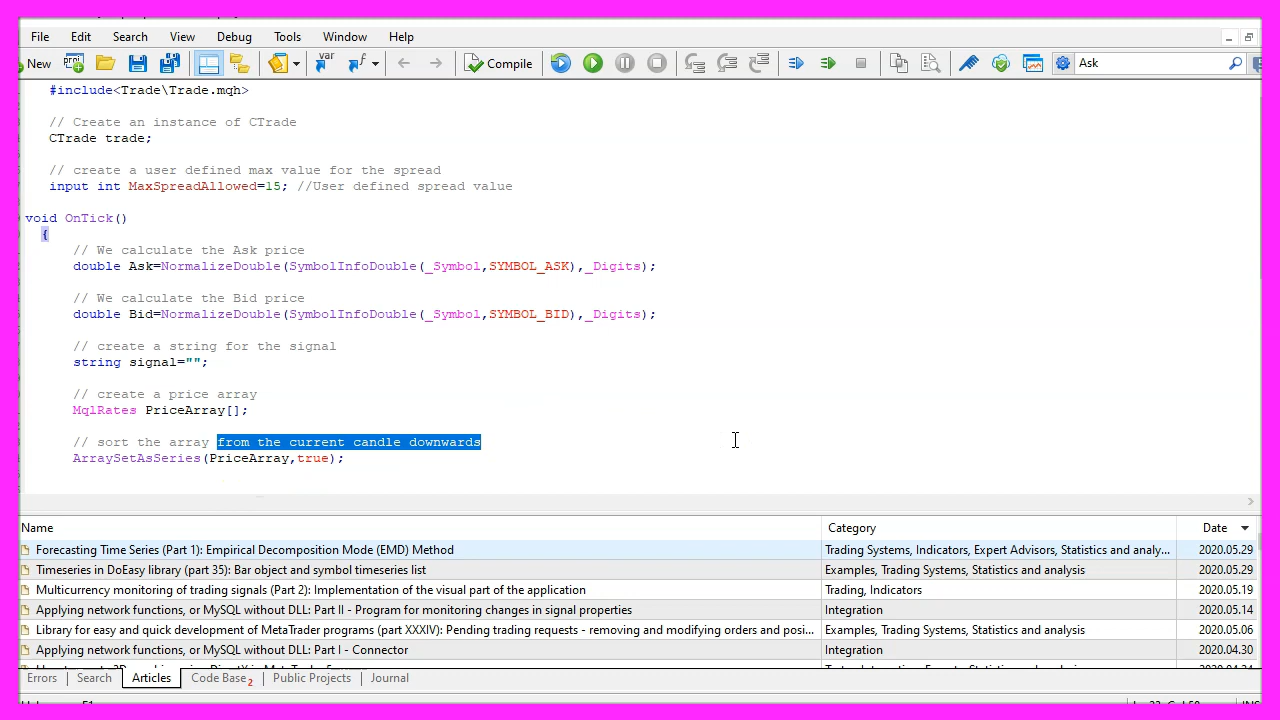 File Edit Search View Debug Tools Window Help
New Compile Ask
#include<Trade\Trade.mqh>
// Create an instance of CTrade
CTrade trade;
// create a user defined max value for the spread
input int MaxSpreadAllowed=15; //User defined spread value
void OnTick()
{
// We calculate the Ask price
double Ask=NormalizeDouble(SymbolInfoDouble(_Symbol,SYMBOL_ASK),_Digits);
// We calculate the Bid price
double Bid=NormalizeDouble(SymbolInfoDouble(_Symbol,SYMBOL_BID),_Digits);
// create a string for the signal
string signal="";
// create a price array
MqlRates PriceArray[];
// sort the array from the current candle downwards
ArraySetAsSeries(PriceArray,true);
Name Category Date
Forecasting Time Series (Part 1): Empirical Decomposition Mode (EMD) Method Trading Systems, Indicators, Expert Advisors, Statistics and analy... 2020.05.29
Timeseries in DoEasy library (part 35): Bar object and symbol timeseries list Examples, Trading Systems, Statistics and analysis 2020.05.29
Multicurrency monitoring of trading signals (Part 2): Implementation of the visual part of the application Trading, Indicators 2020.05.19
Applying network functions, or MySQL without DLL: Part II - Program for monitoring changes in signal properties Integration 2020.05.14
Library for easy and quick development of MetaTrader programs (part XXXIV): Pending trading requests - removing and modifying orders and posi... Examples, Trading Systems, Statistics and analysis 2020.05.06
Applying network functions, or MySQL without DLL: Part I - Connector Integration 2020.04.30
Errors Search Articles Code Base 2 Public Projects Journal